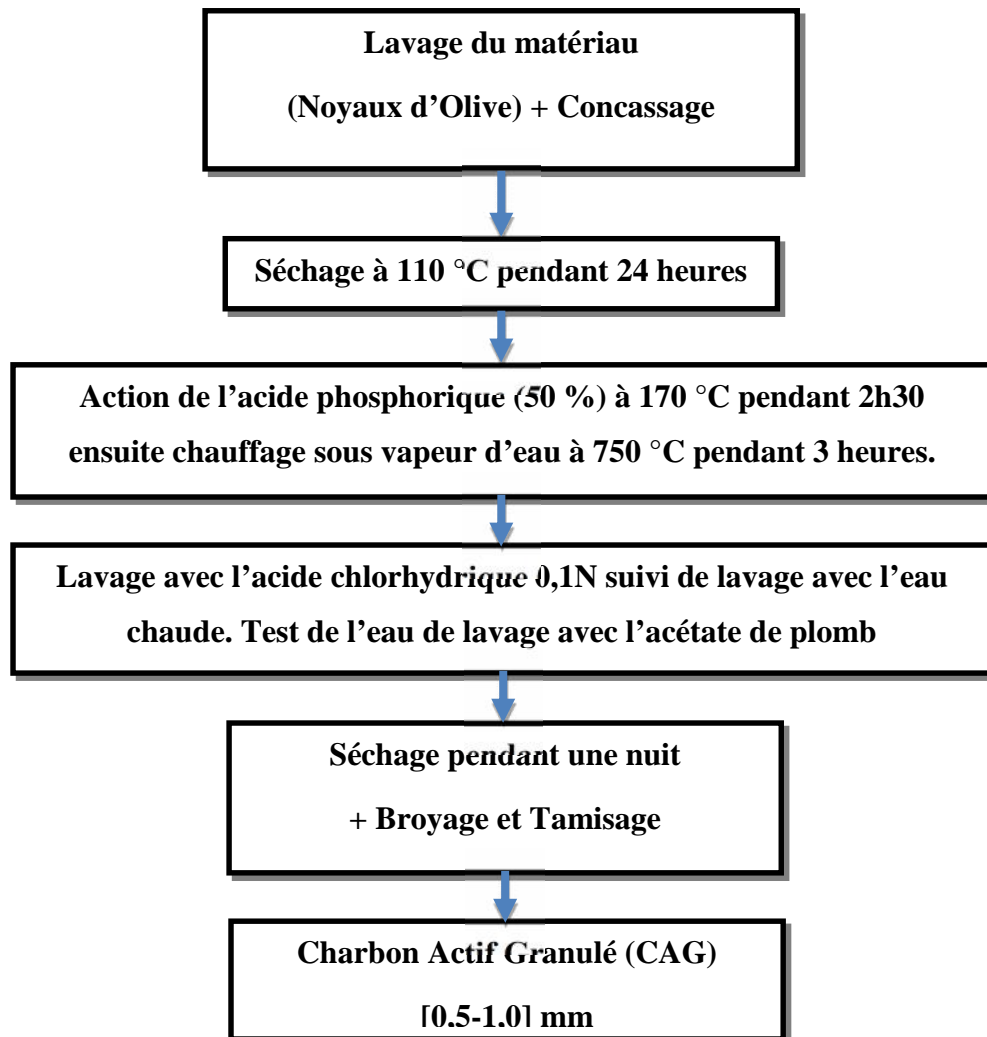 Lavage du matériau
(Noyaux d’Olive) + Concassage
Séchage à 110 °C pendant 24 heures
Action de l’acide phosphorique (50 %) à 170 °C pendant 2h30
ensuite chauffage sous vapeur d’eau à 750 °C pendant 3 heures.
Lavage avec l’acide chlorhydrique 0,1N suivi de lavage avec l’eau
chaude. Test de l’eau de lavage avec l’acétate de plomb
Séchage pendant une nuit
+ Broyage et Tamisage
Charbon Actif Granulé (CAG)
[0,5-1,0] mm